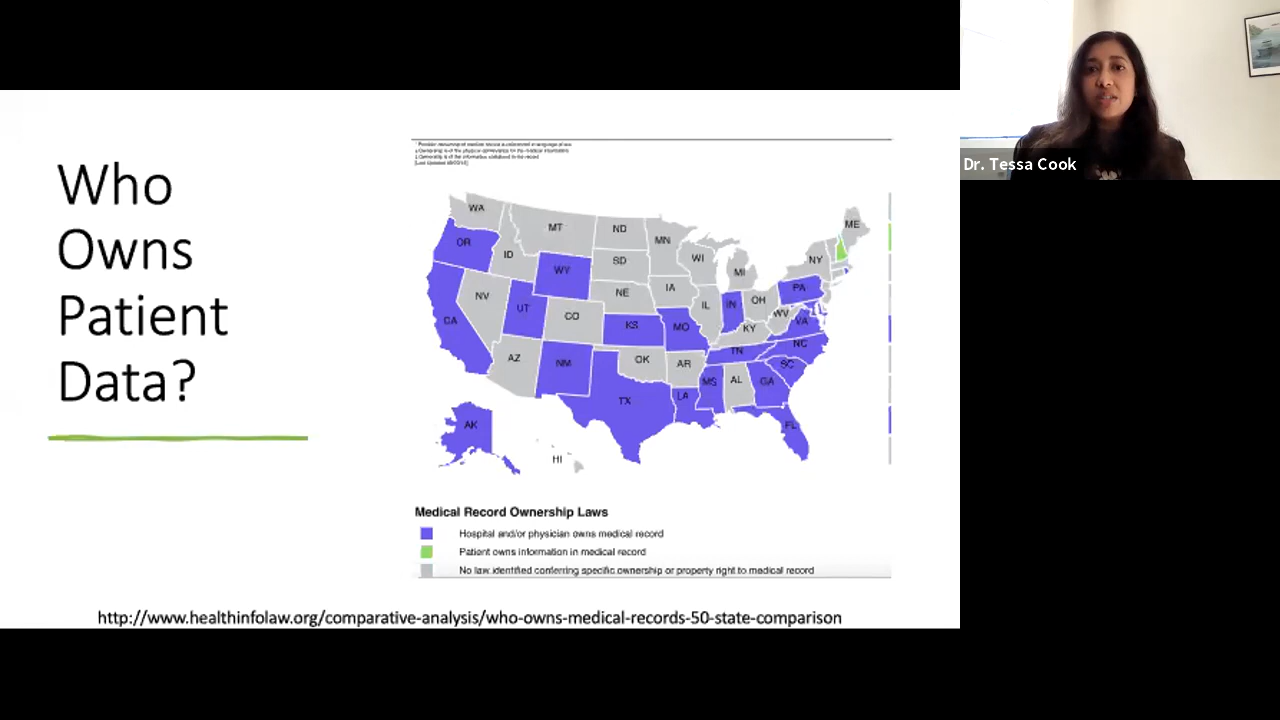 Who
Owns
Patient
Data?
WA
MT
ND
MN
ME
OR
ID
SD
WI
MI
NY
WY
NE
IA
PA
NV
UT
CO
IL
IN
OH
WV
VA
CA
KS
MO
KY
NC
AZ
NM
OK
AR
TN
SC
TX
LA
MS
AL
GA
AK
HI
FL
Medical Record Ownership Laws
Hospital and/or physician owns medical record
Patient owns information in medical record
No law identified conferring specific ownership or property right to medical record
http://www.healthinfolaw.org/comparative-analysis/who-owns-medical-records-50-state-comparison
Dr. Tessa Cook